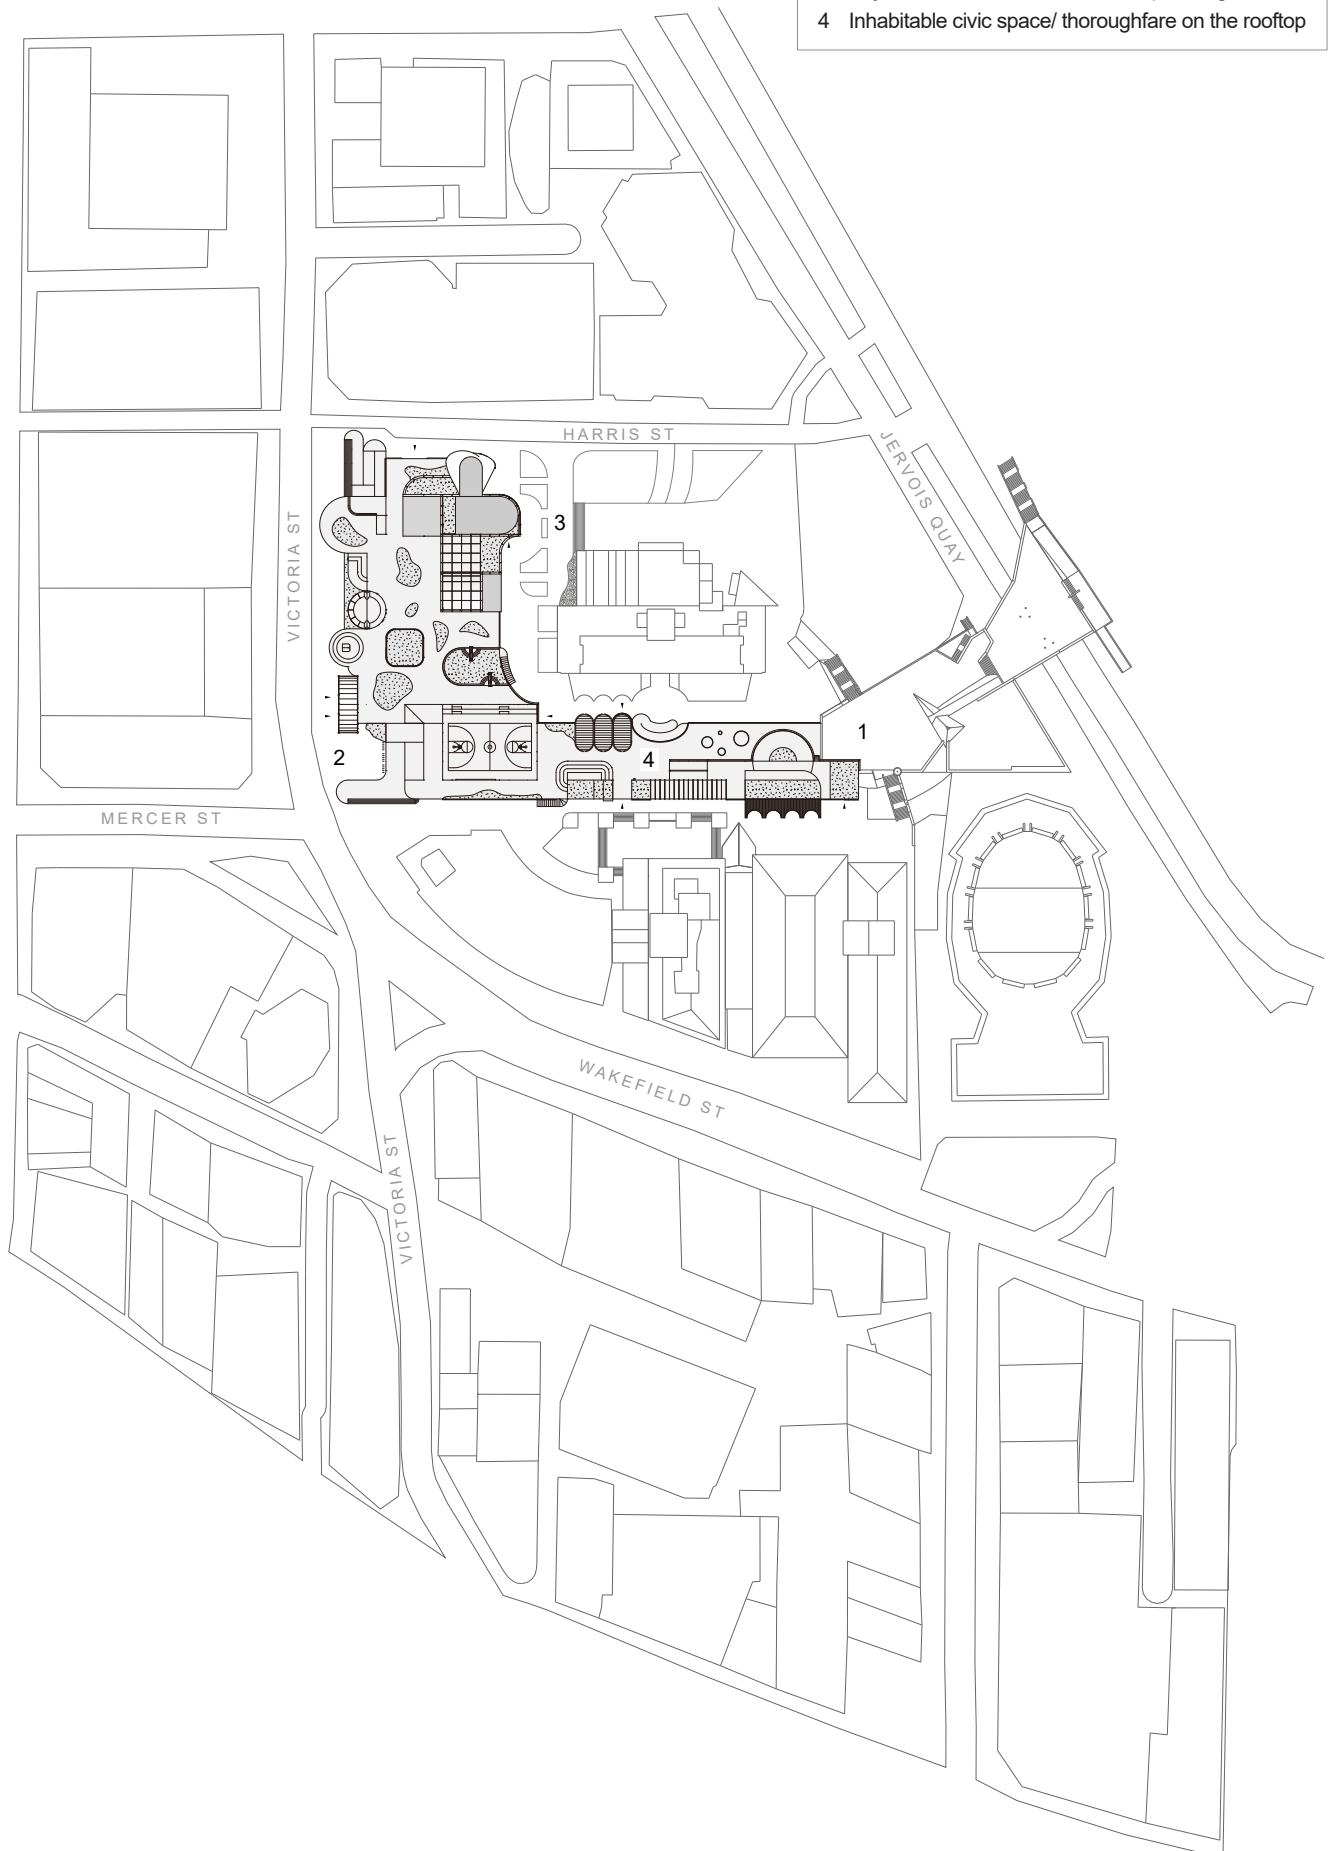 4 Inhabitable civic space/ thoroughfare on the rooftop
HARRIS ST
JERVOIS QUAY
VICTORIA ST
3
1
2
4
MERCER ST
WAKEFIELD ST
VICTORIA ST